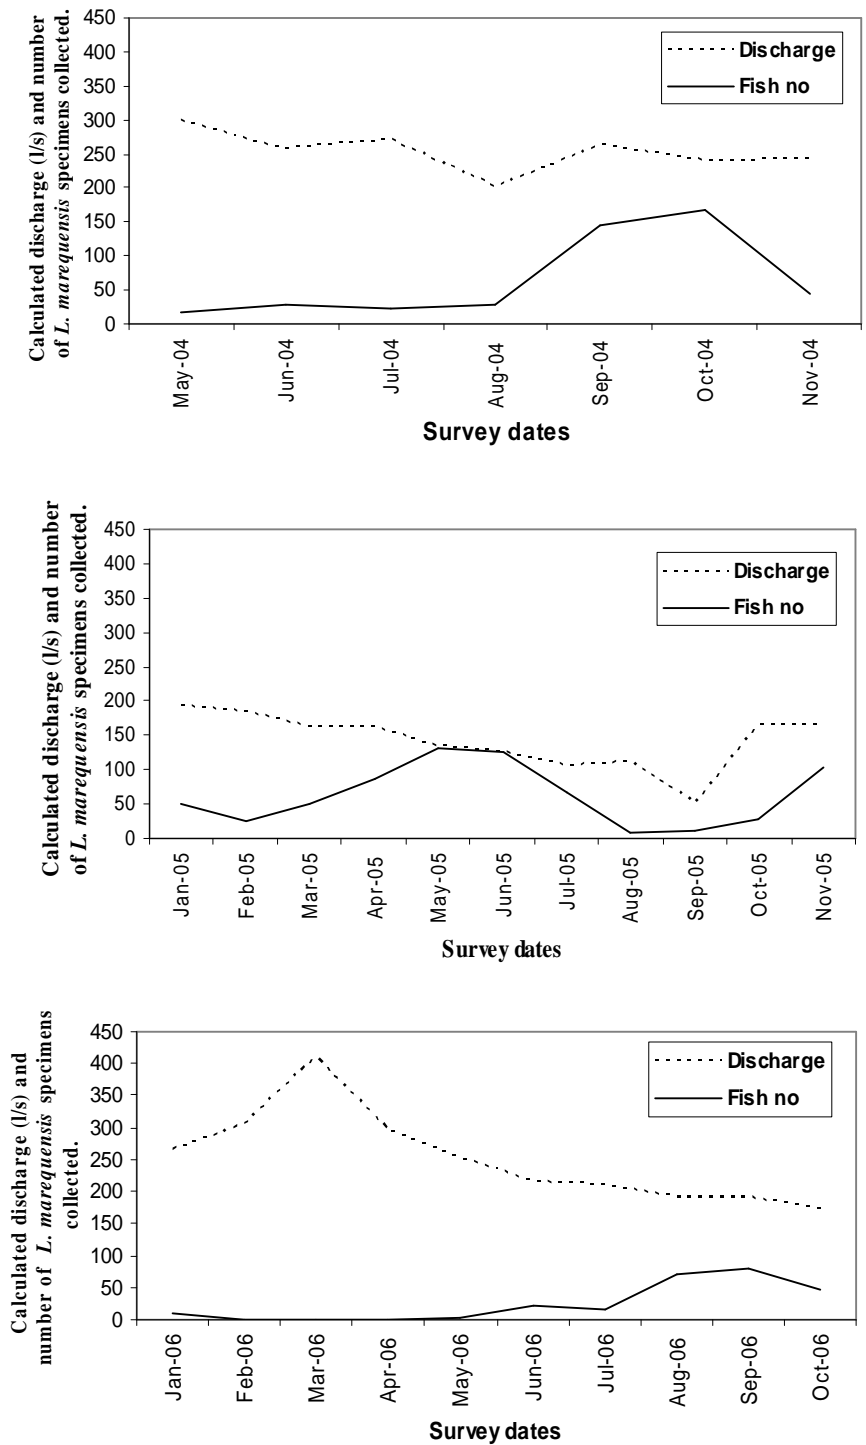 Calculated discharge (l/s) and number
of L. marequensis specimens collected.
450
400
350
300
250
200
150
100
50
0
Discharge
Fish no
May-04
Jun-04
Jul-04
Aug-04
Sep-04
Oct-04
Nov-04
Survey dates
Calculated discharge (l/s) and number
of L. marequensis specimens collected.
450
400
350
300
250
200
150
100
50
0
Discharge
Fish no
Jan-05
Feb-05
Mar-05
Apr-05
May-05
Jun-05
Jul-05
Aug-05
Sep-05
Oct-05
Nov-05
Survey dates
Calculated discharge (l/s) and
number of L. marequensis specimens
collected.
450
400
350
300
250
200
150
100
50
0
Discharge
Fish no
Jan-06
Feb-06
Mar-06
Apr-06
May-06
Jun-06
Jul-06
Aug-06
Sep-06
Oct-06
Survey dates